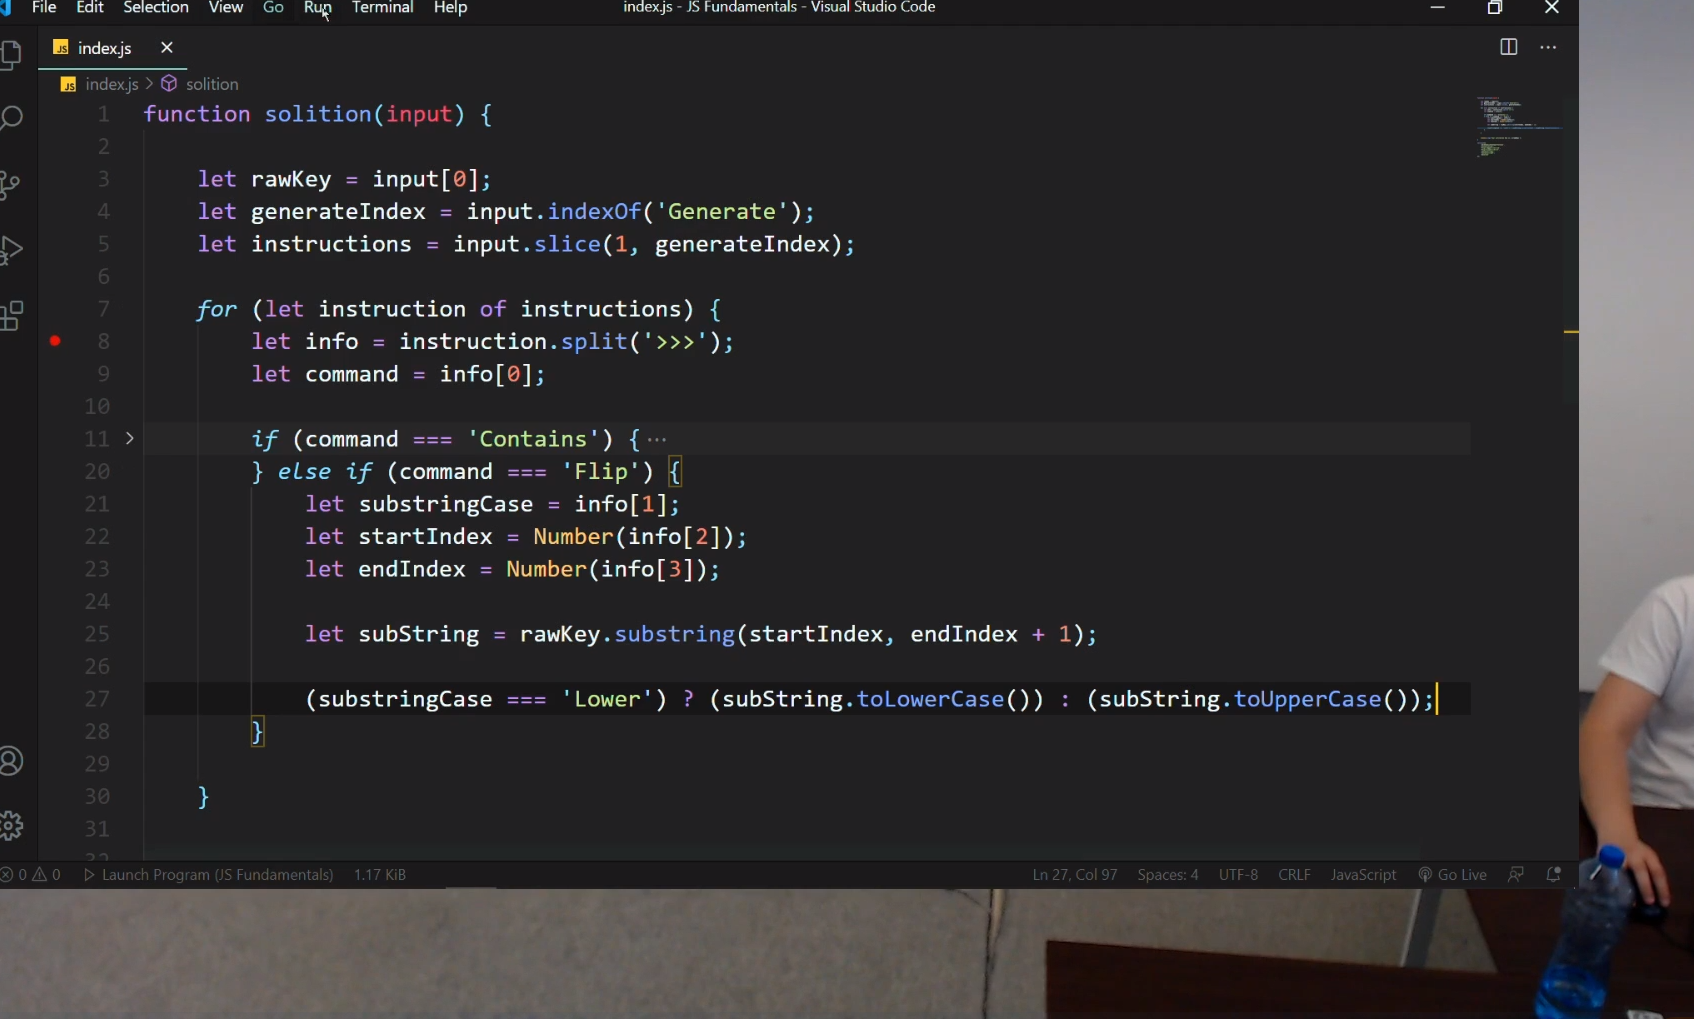 File Edit Selection View Go Run Terminal Help index.js - JS Fundamentals - Visual Studio Code
JS index.js
JS index.js > solition
1 function solition(input) {
2
3 let rawKey = input[0];
4 let generateIndex = input.indexOf('Generate');
5 let instructions = input.slice(1, generateIndex);
6
7 for (let instruction of instructions) {
8 let info = instruction.split('>>>');
9 let command = info[0];
10
11 if (command === 'Contains') {···
20 } else if (command === 'Flip') {
21 let substringCase = info[1];
22 let startIndex = Number(info[2]);
23 let endIndex = Number(info[3]);
24
25 let subString = rawKey.substring(startIndex, endIndex + 1);
26
27 (substringCase === 'Lower') ? (subString.toLowerCase()) : (subString.toUpperCase());
28 }
29
30 }
31
32
0 0 Launch Program (JS Fundamentals) 1.17 KiB Ln 27, Col 97 Spaces: 4 UTF-8 CRLF JavaScript Go Live